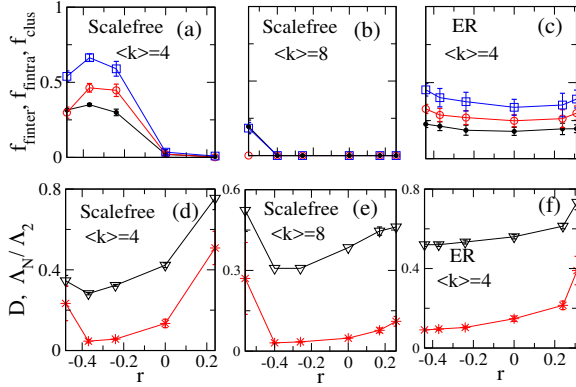 f_finter, f_fintra, f_clus
1
0.5
0
Scalefree (a)
<k>=4
Scalefree (b)
<k>=8
ER (c)
<k>=4
D, Λ_N/Λ_2
0.8
0.4
0
Scalefree (d)
<k>=4
-0.4 -0.2 0 0.2
r
0.6
0.3
0
Scalefree (e)
<k>=8
-0.4 -0.2 0 0.2
r
0.8
0.4
0
(f)
ER
<k>=4
-0.4 -0.2 0 0.2
r